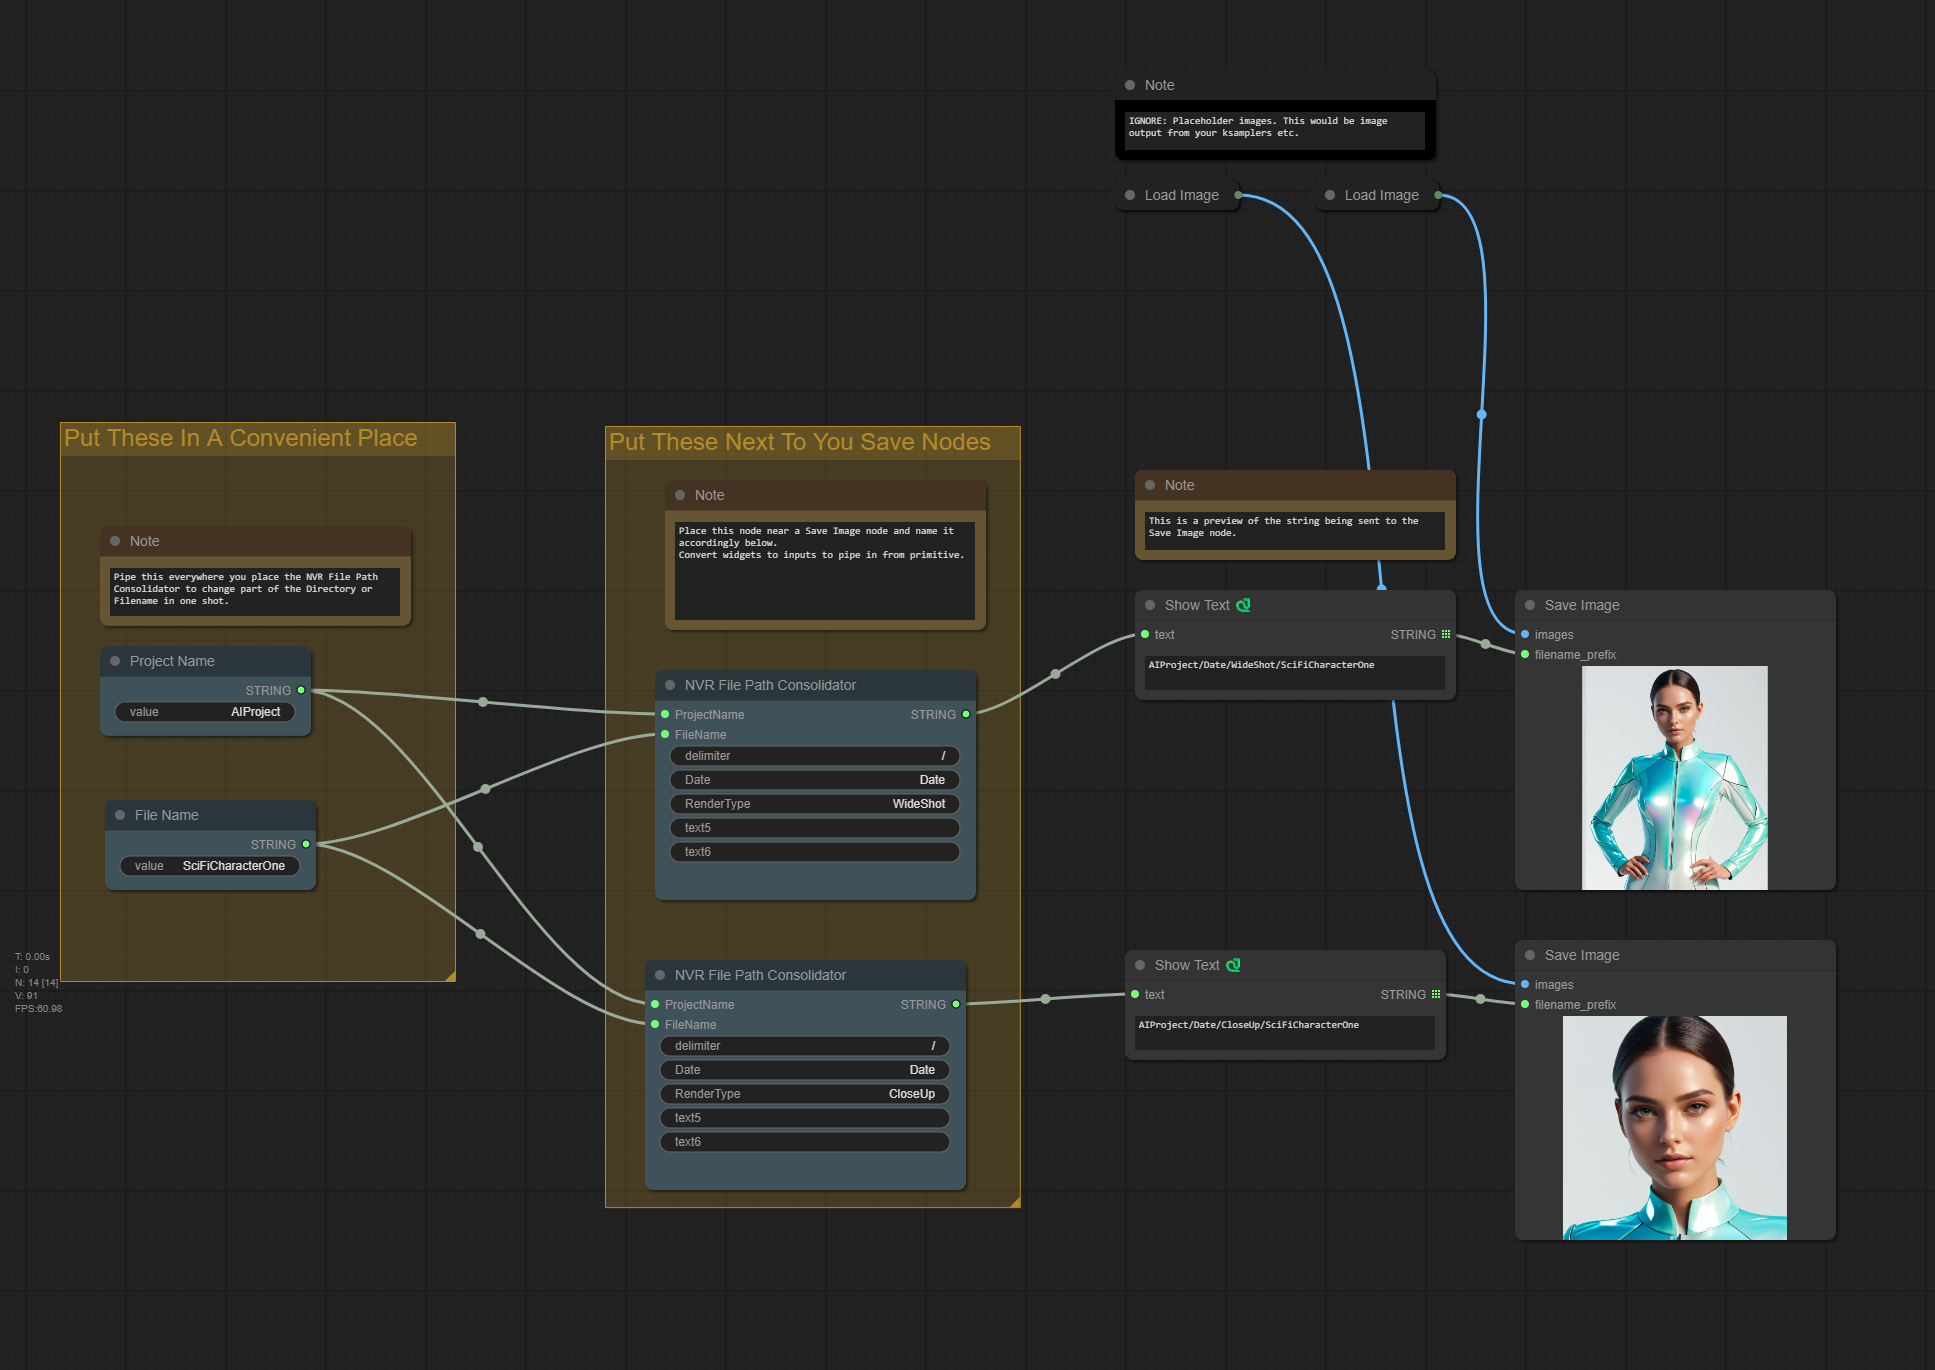 Note
IGNORE: Placeholder images. This would be image
output from your ksamplers etc.
Load Image
Load Image
Put These In A Convenient Place
Note
Pipe this everywhere you place the NVR File Path
Consolidator to change part of the Directory or
Filename in one shot.
Project Name
STRING
value AIProject
File Name
STRING
value SciFiCharacterOne
T: 0.00s
I: 0
N: 14 [14]
V: 91
FPS:60.98
Put These Next To You Save Nodes
Note
Place this node near a Save Image node and name it
accordingly below.
Convert widgets to inputs to pipe in from primitive.
NVR File Path Consolidator
ProjectName STRING
FileName
delimiter /
Date Date
RenderType WideShot
text5
text6
NVR File Path Consolidator
ProjectName STRING
FileName
delimiter /
Date Date
RenderType CloseUp
text5
text6
Note
This is a preview of the string being sent to the
Save Image node.
Show Text
text STRING
AIProject/Date/WideShot/SciFiCharacterOne
Show Text
text STRING
AIProject/Date/CloseUp/SciFiCharacterOne
Save Image
images
filename_prefix
Save Image
images
filename_prefix